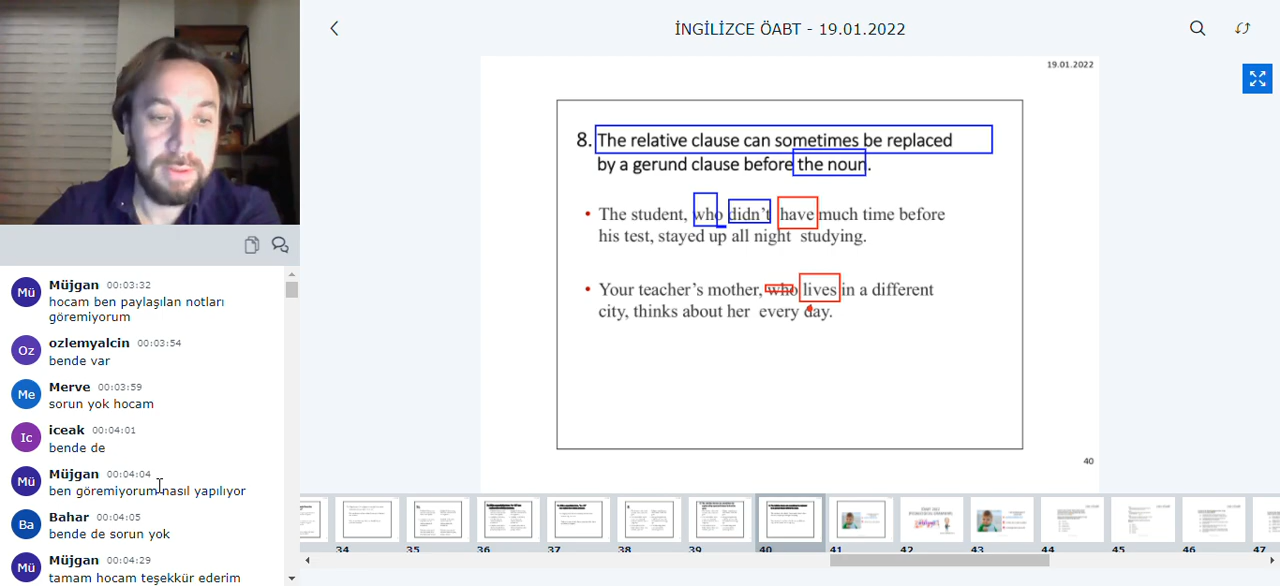 İNGİLİZCE ÖABT - 19.01.2022
19.01.2022
8. The relative clause can sometimes be replaced
by a gerund clause before the noun.
• The student, who didn't have much time before
his test, stayed up all night studying.
• Your teacher's mother, who lives in a different
city, thinks about her every day.
40
Mü
Müjgan 00:03:32
hocam ben paylaşılan notları
göremiyorum
Oz
ozlemyalcin 00:03:54
bende var
Me
Merve 00:03:59
sorun yok hocam
Ic
iceak 00:04:01
bende de
Mü
Müjgan 00:04:04
ben göremiyorum nasıl yapılıyor
Ba
Bahar 00:04:05
bende de sorun yok
Mü
Müjgan 00:04:29
tamam hocam teşekkür ederim
34 35 36 37 38 39 40 41 42 43 44 45 46 47